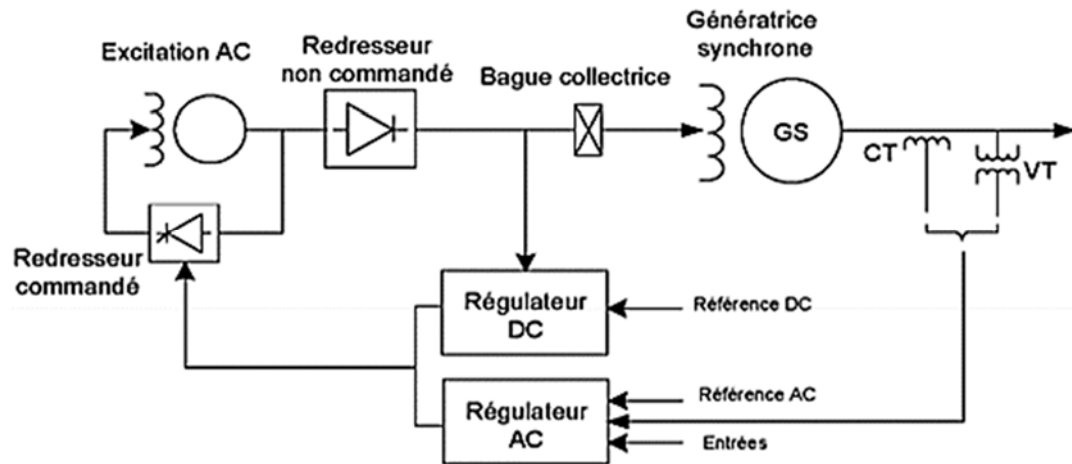 Excitation AC
Redresseur
non commandé
Bague collectrice
Génératrice
synchrone
GS
CT
VT
Redresseur
commandé
Régulateur
DC
Référence DC
Régulateur
AC
Référence AC
Entrées